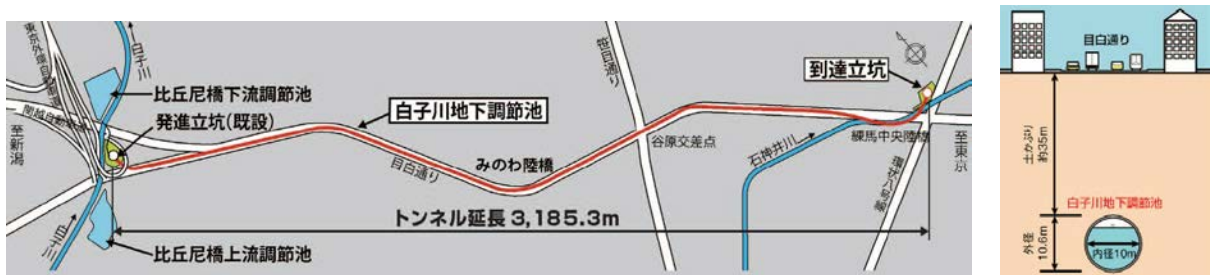 東京外環自動車道
白子川
関越自動車道
至新潟
比丘尼橋下流調節池
発進立坑(既設)
白子川地下調節池
笹目通り
到達立坑
目白通り
みのわ陸橋
谷原交差点
石神井川
練馬中央陸橋
環状八号線
至東京
トンネル延長 3,185.3m
白子川
比丘尼橋上流調節池
目白通り
土かぶり
約35m
白子川地下調節池
外径
10.6m
内径10m